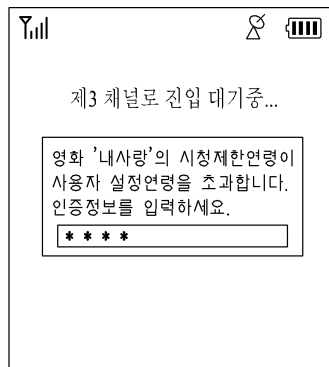 제3 채널로 진입 대기중...
영화 '내사랑'의 시청제한연령이
사용자 설정연령을 초과합니다.
인증정보를 입력하세요.
* * * *